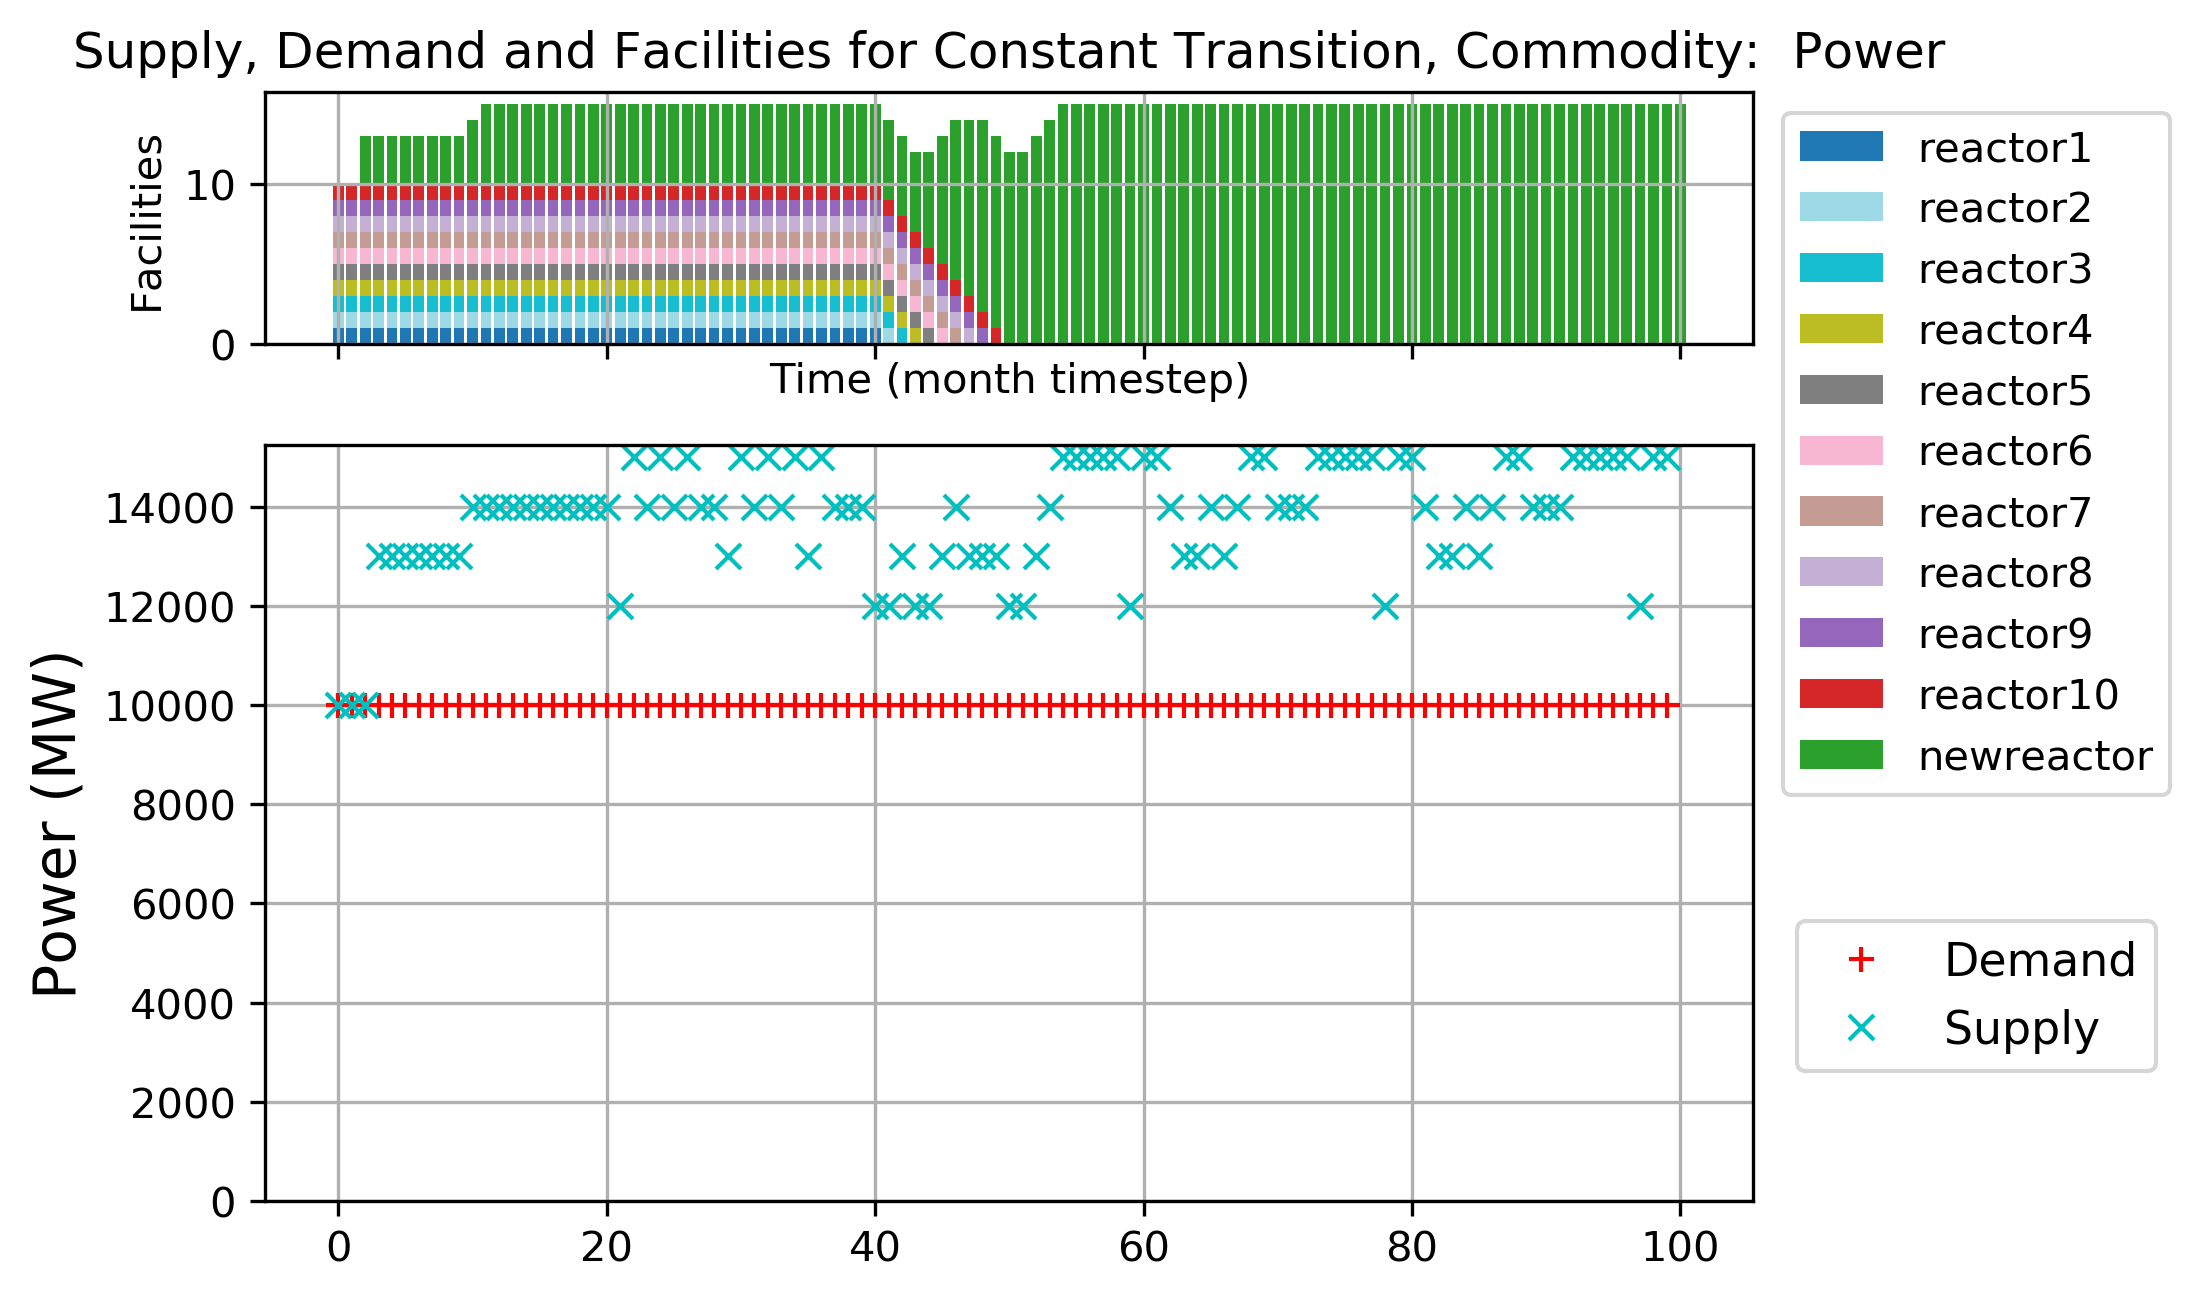 Supply, Demand and Facilities for Constant Transition, Commodity:  Power
Facilities
10
0
Time (month timestep)
reactor1
reactor2
reactor3
reactor4
reactor5
reactor6
reactor7
reactor8
reactor9
reactor10
newreactor
Power (MW)
14000
12000
10000
8000
6000
4000
2000
0
0 20 40 60 80 100
Demand
Supply